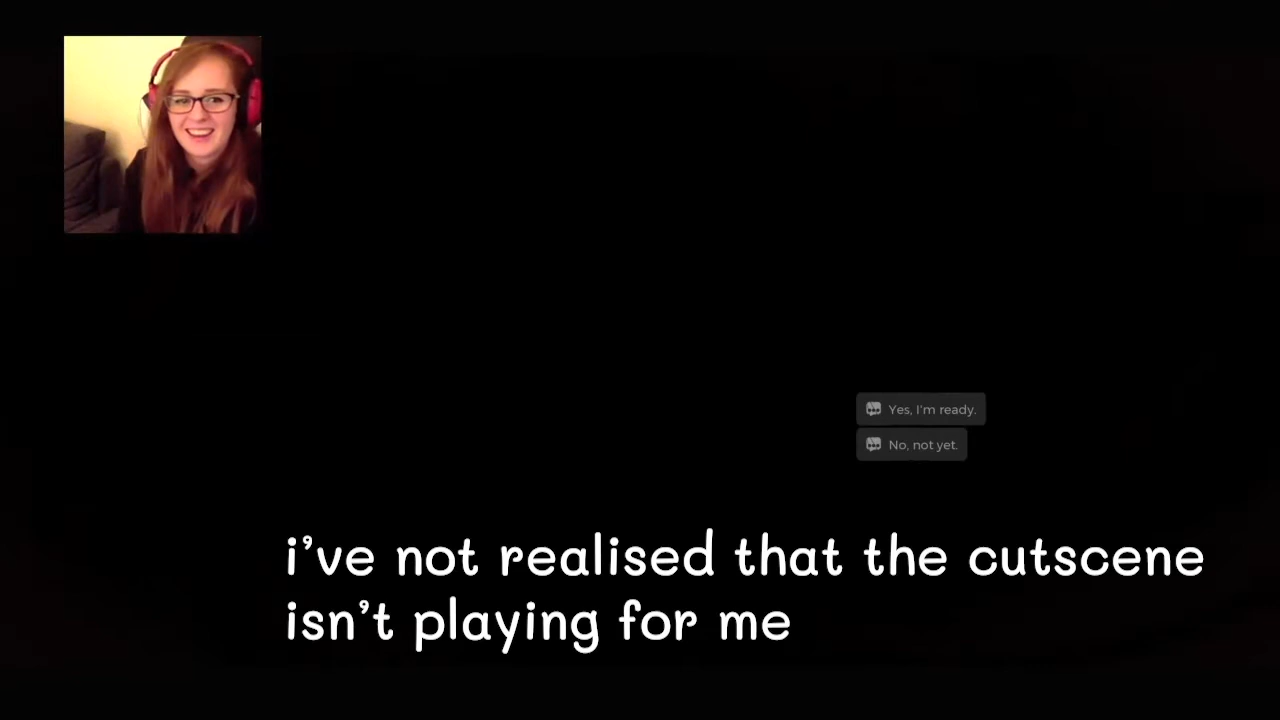 Yes, I'm ready.
No, not yet.
i've not realised that the cutscene
isn't playing for me